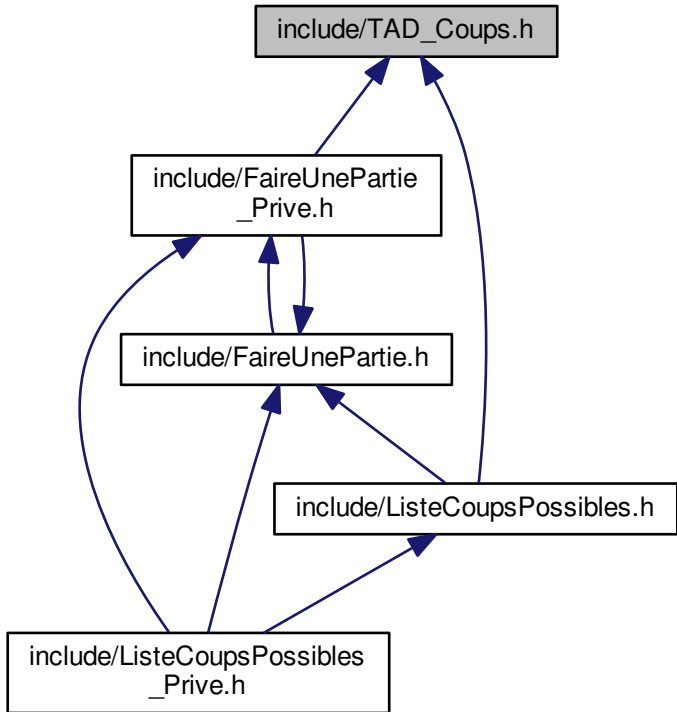 include/TAD_Coups.h
include/FaireUnePartie
_Prive.h
include/FaireUnePartie.h
include/ListeCoupsPossibles.h
include/ListeCoupsPossibles
_Prive.h